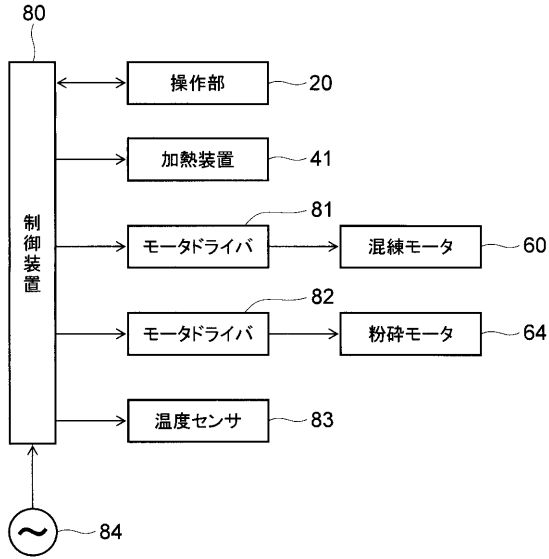 80
操作部 20
加熱装置 41
81
制御装置
モータドライバ 混練モータ 60
82
モータドライバ 粉砕モータ 64
温度センサ 83
~ 84